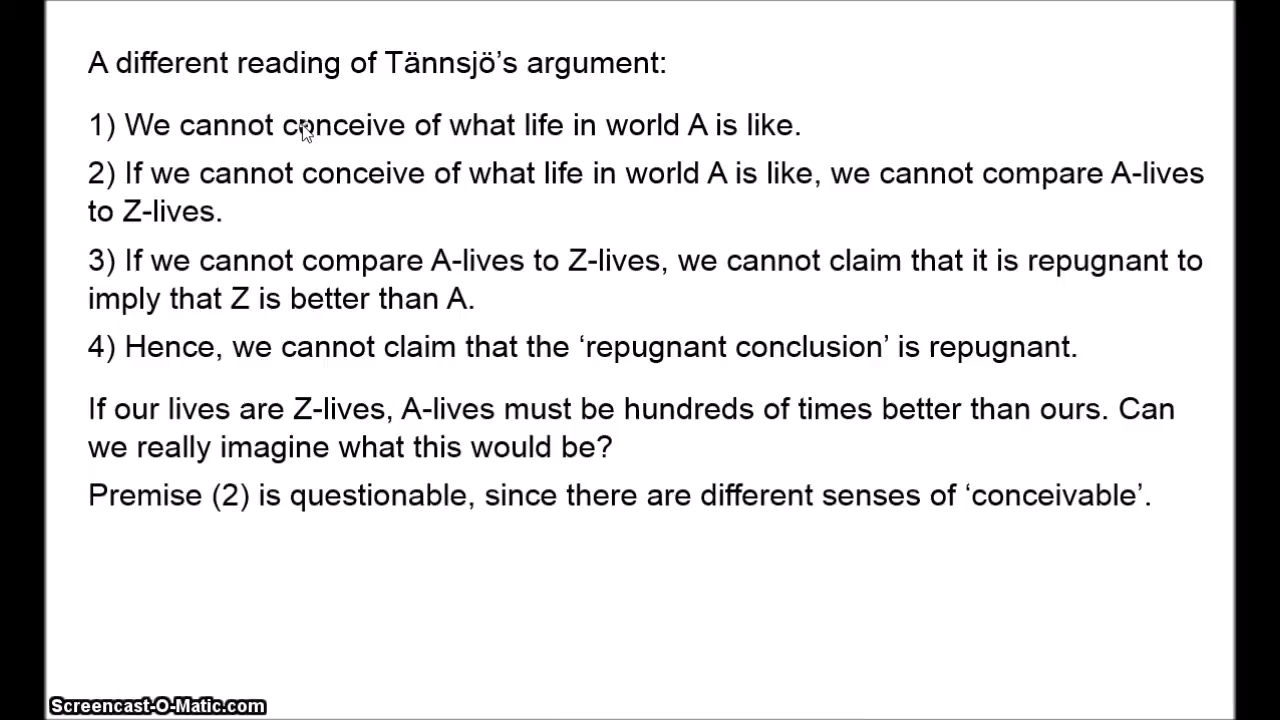 A different reading of Tännsjö’s argument:
1) We cannot conceive of what life in world A is like.
2) If we cannot conceive of what life in world A is like, we cannot compare A-lives
to Z-lives.
3) If we cannot compare A-lives to Z-lives, we cannot claim that it is repugnant to
imply that Z is better than A.
4) Hence, we cannot claim that the ‘repugnant conclusion’ is repugnant.
If our lives are Z-lives, A-lives must be hundreds of times better than ours. Can
we really imagine what this would be?
Premise (2) is questionable, since there are different senses of ‘conceivable’.
Screencast-O-Matic.com